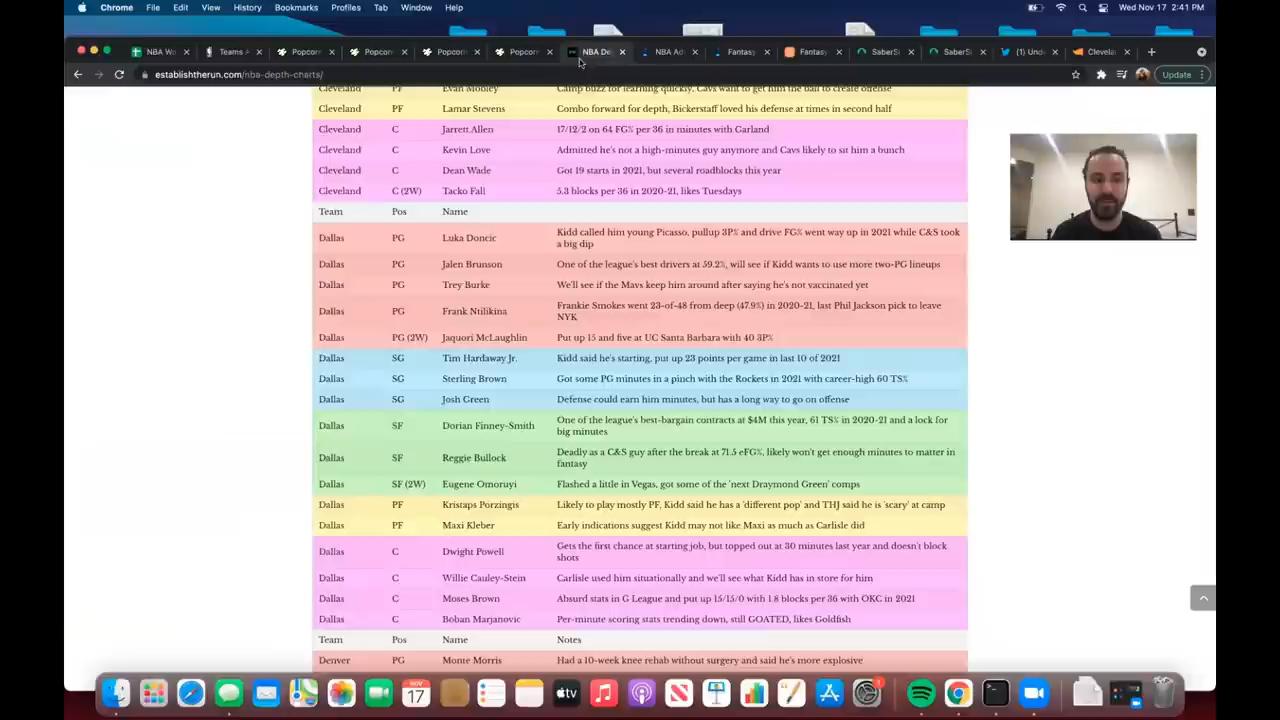 Chrome File Edit View History Bookmarks Profiles Tab Window Help Wed Nov 17 2:41 PM
NBA Wo Teams A Popcorn Popcorn Popcorn Popcorn NBA De NBA Ad Fantasy Fantasy SaberSi SaberSi (1) Und Clevela
establishtherun.com/nba-depth-charts/ Update
Cleveland PF Evan Mobley Camp buzz for learning quickly, Cavs want to get him the ball to create offense
Cleveland PF Lamar Stevens Combo forward for depth, Bickerstaff loved his defense at times in second half
Cleveland C Jarrett Allen 17/12/2 on 64 FG% per 36 in minutes with Garland
Cleveland C Kevin Love Admitted he's not a high-minutes guy anymore and Cavs likely to sit him a bunch
Cleveland C Dean Wade Got 19 starts in 2021, but several roadblocks this year
Cleveland C (2W) Tacko Fall 5.3 blocks per 36 in 2020-21, likes Tuesdays
Team Pos Name
Dallas PG Luka Doncic Kidd called him young Picasso, pullup 3P% and drive FG% went way up in 2021 while C&S took
a big dip
Dallas PG Jalen Brunson One of the league's best drivers at 59.2%, will see if Kidd wants to use more two-PG lineups
Dallas PG Trey Burke We'll see if the Mavs keep him around after saying he's not vaccinated yet
Dallas PG Frank Ntilikina Frankie Smokes went 23-of-48 from deep (47.9%) in 2020-21, last Phil Jackson pick to leave
NYK
Dallas PG (2W) Jaquori McLaughlin Put up 15 and five at UC Santa Barbara with 40 3P%
Dallas SG Tim Hardaway Jr. Kidd said he's starting, put up 23 points per game in last 10 of 2021
Dallas SG Sterling Brown Got some PG minutes in a pinch with the Rockets in 2021 with career-high 60 TS%
Dallas SG Josh Green Defense could earn him minutes, but has a long way to go on offense
Dallas SF Dorian Finney-Smith One of the league's best-bargain contracts at $4M this year, 61 TS% in 2020-21 and a lock for
big minutes
Dallas SF Reggie Bullock Deadly as a C&S guy after the break at 71.5 eFG%, likely won't get enough minutes to matter in
fantasy
Dallas SF (2W) Eugene Omoruyi Flashed a little in Vegas, got some of the 'next Draymond Green' comps
Dallas PF Kristaps Porzingis Likely to play mostly PF, Kidd said he has a 'different pop' and THJ said he is 'scary' at camp
Dallas PF Maxi Kleber Early indications suggest Kidd may not like Maxi as much as Carlisle did
Dallas C Dwight Powell Gets the first chance at starting job, but topped out at 30 minutes last year and doesn't block
shots
Dallas C Willie Cauley-Stein Carlisle used him situationally and we'll see what Kidd has in store for him
Dallas C Moses Brown Absurd stats in G League and put up 15/15/0 with 1.8 blocks per 36 with OKC in 2021
Dallas C Boban Marjanovic Per-minute scoring stats trending down, still GOATED, likes Goldfish
Team Pos Name Notes
Denver PG Monte Morris Had a 10-week knee rehab without surgery and said he's more explosive
NOV
17
tv
1